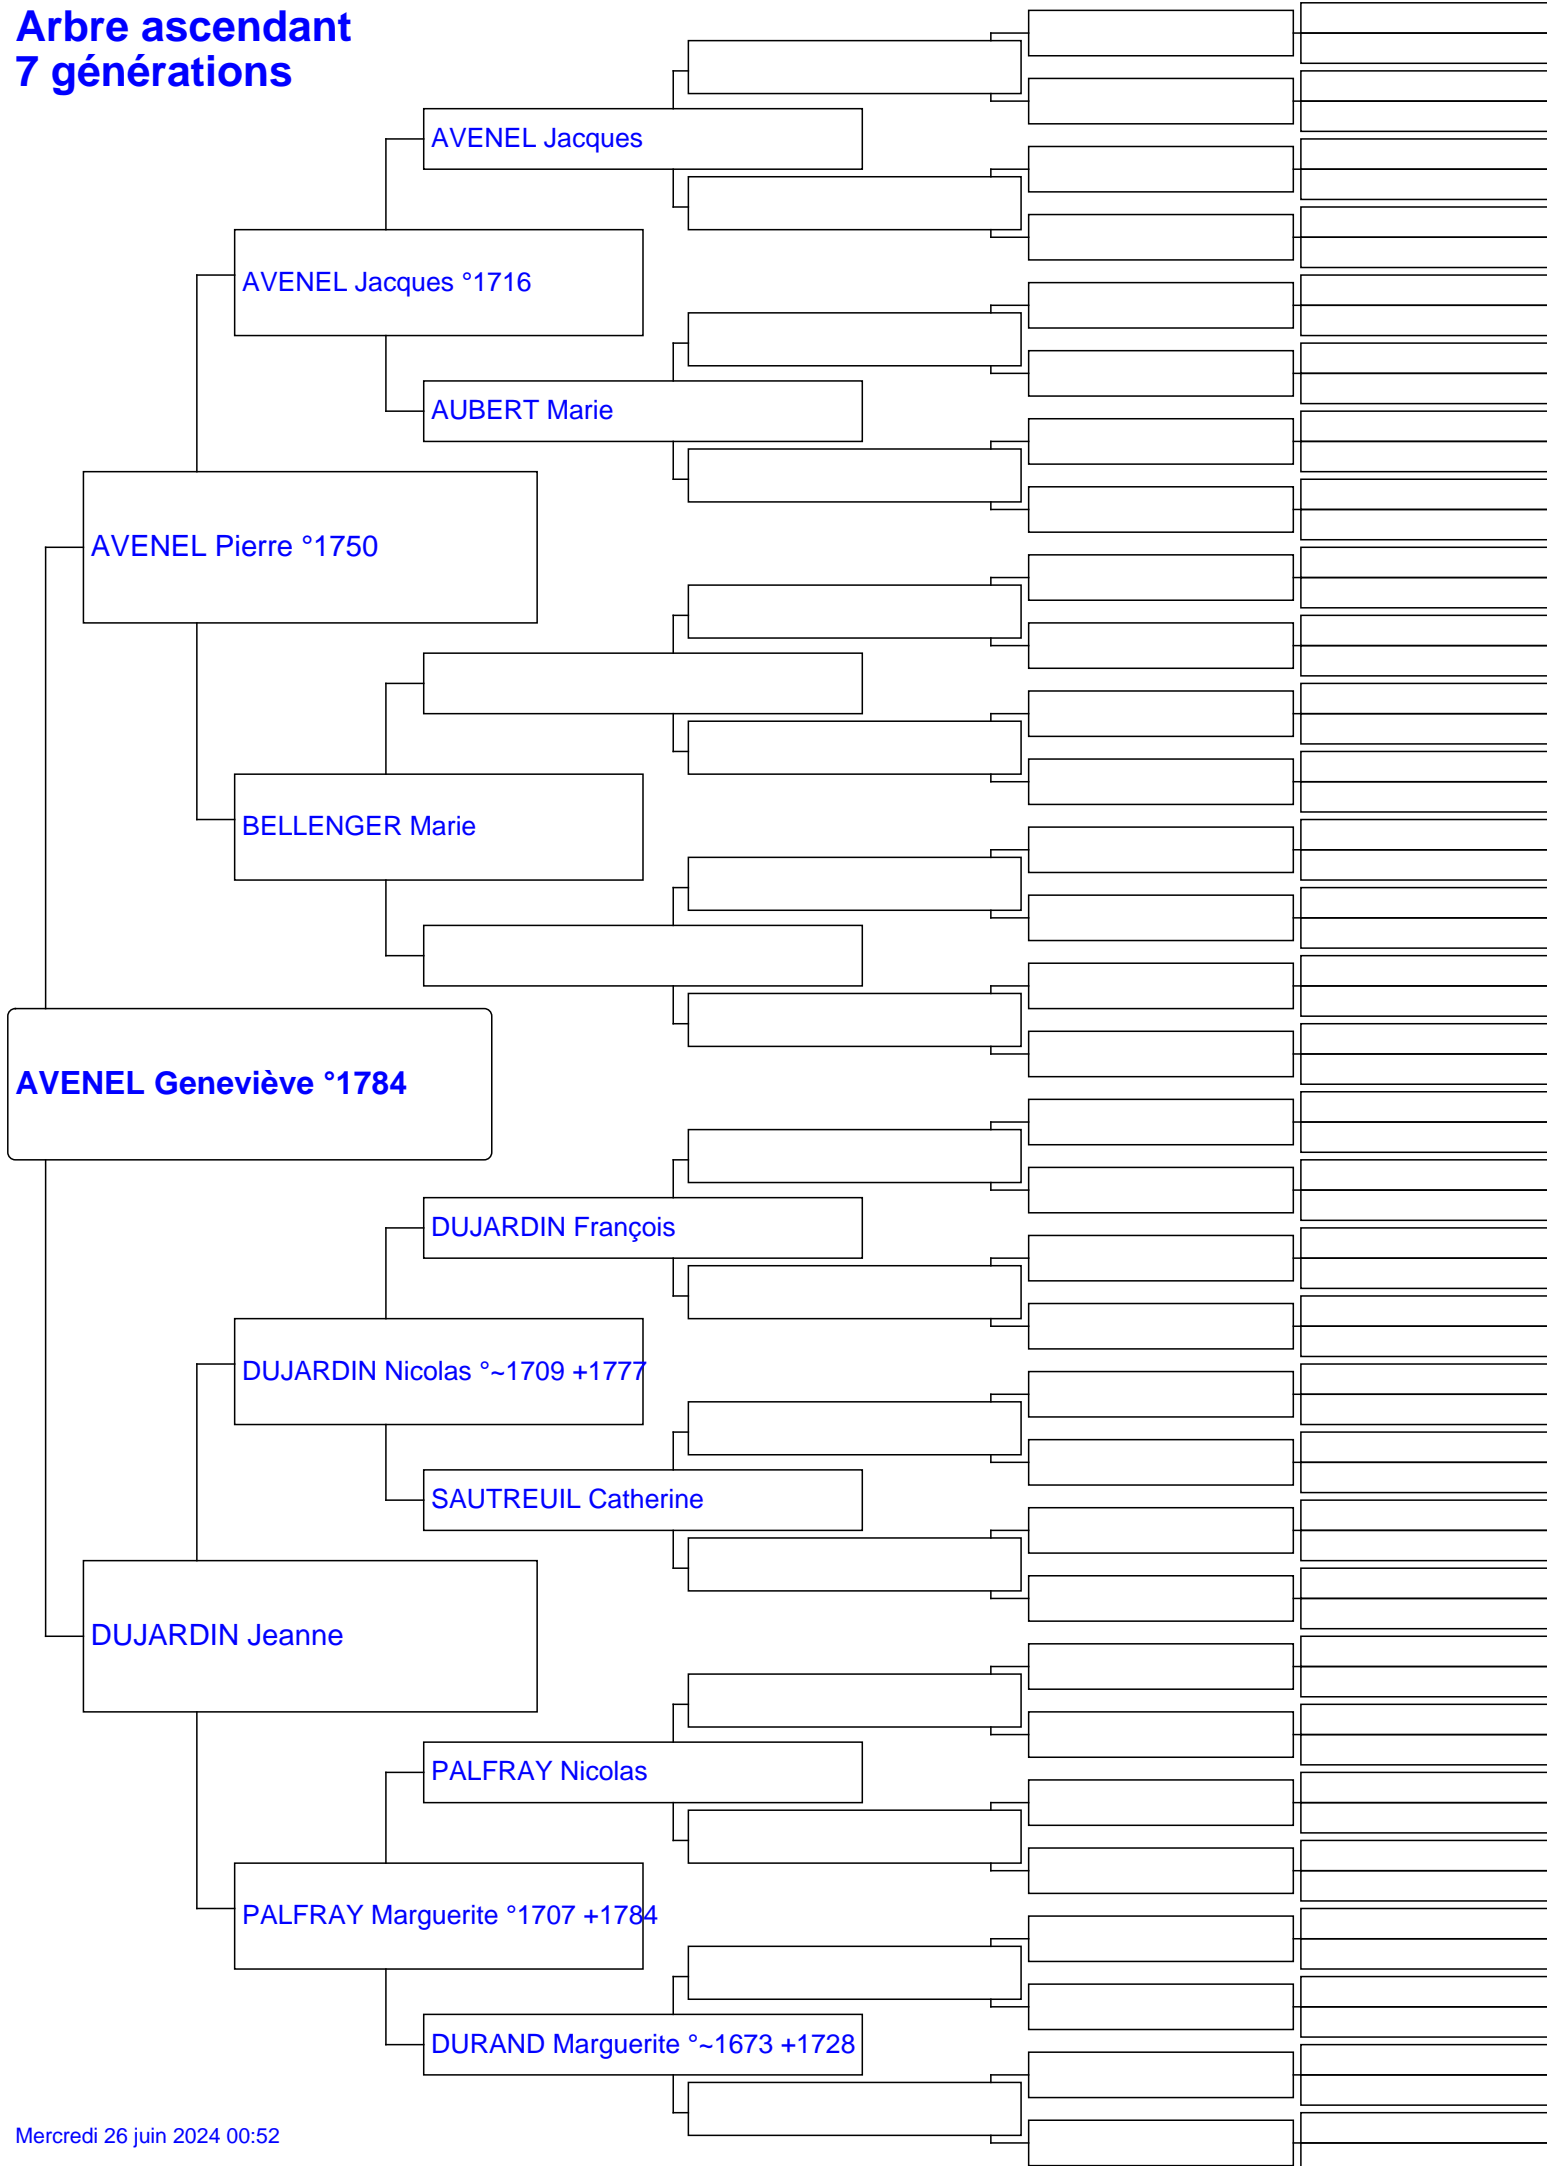 Arbre ascendant
7 générations
AVENEL Jacques
AVENEL Jacques °1716
AUBERT Marie
AVENEL Pierre °1750
BELLENGER Marie
AVENEL Geneviève °1784
DUJARDIN François
DUJARDIN Nicolas °~1709 +1777
SAUTREUIL Catherine
DUJARDIN Jeanne
PALFRAY Nicolas
PALFRAY Marguerite °1707 +1784
DURAND Marguerite °~1673 +1728
Mercredi 26 juin 2024 00:52